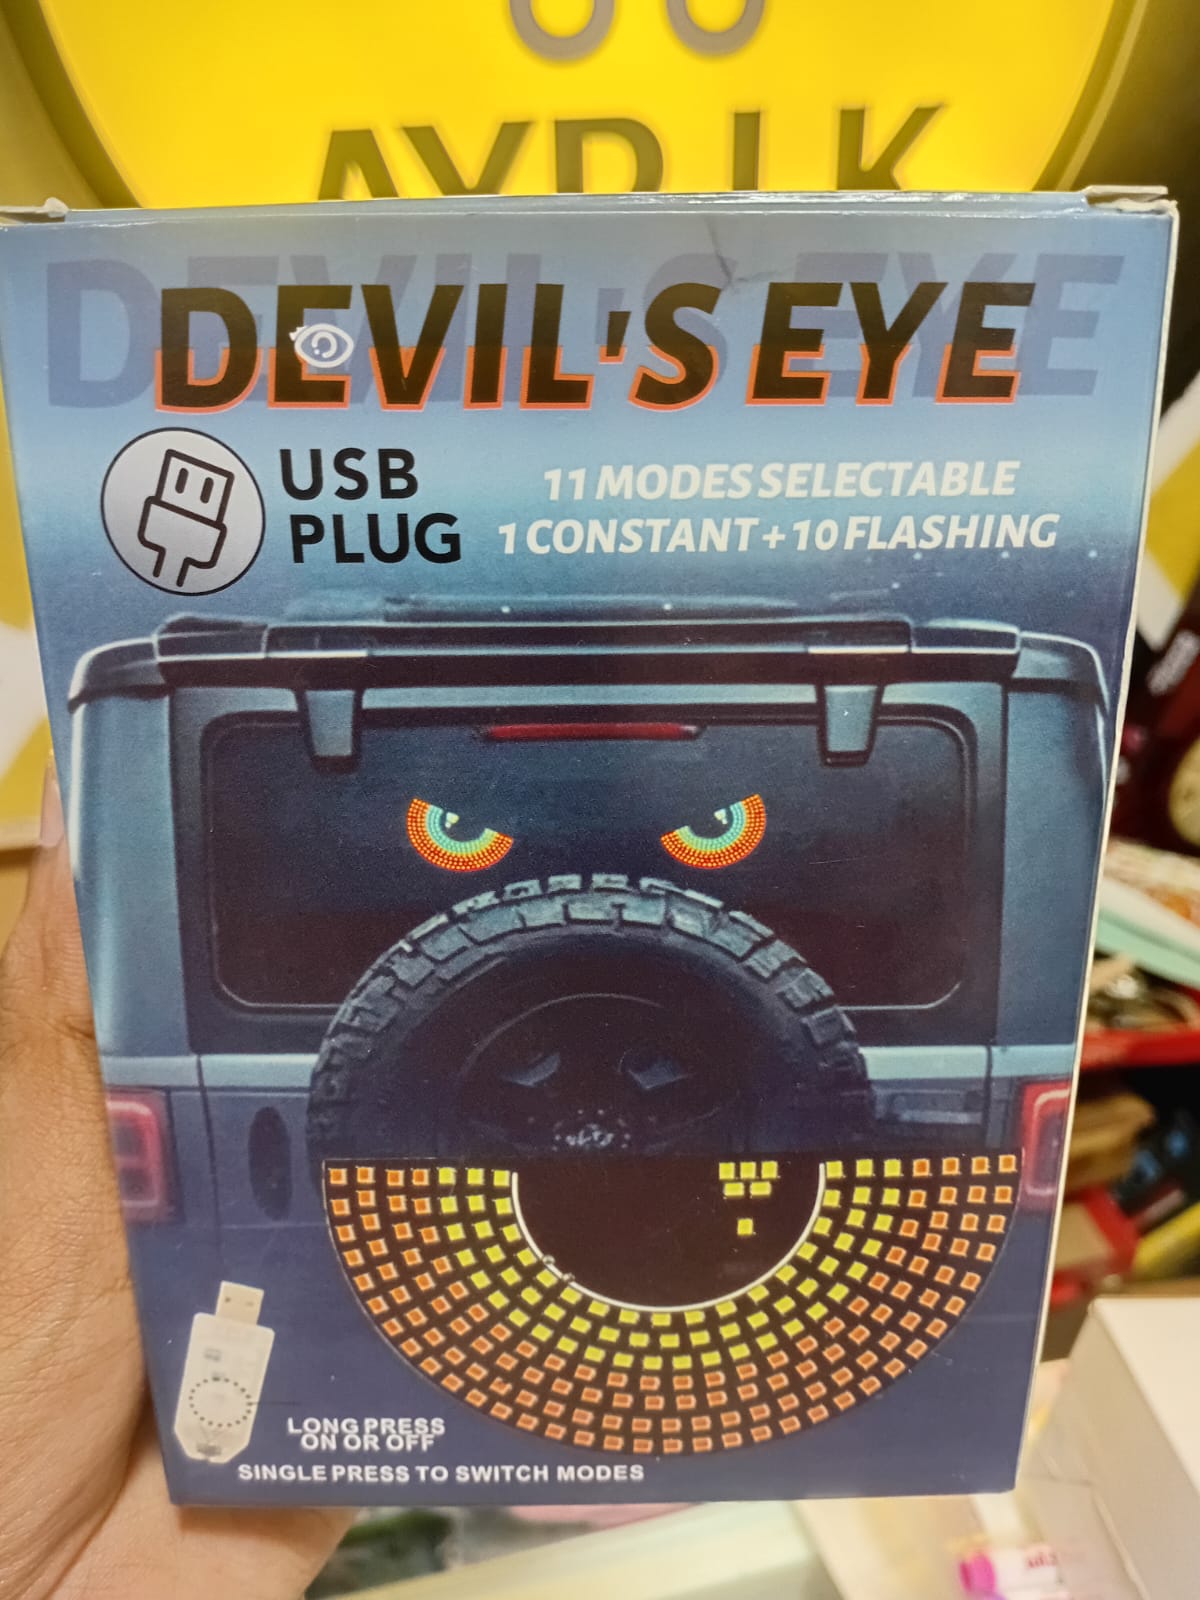 DEVIL'S EYE
USB
PLUG
11 MODES SELECTABLE
1 CONSTANT + 10 FLASHING
LONG PRESS
ON OR OFF
SINGLE PRESS TO SWITCH MODES